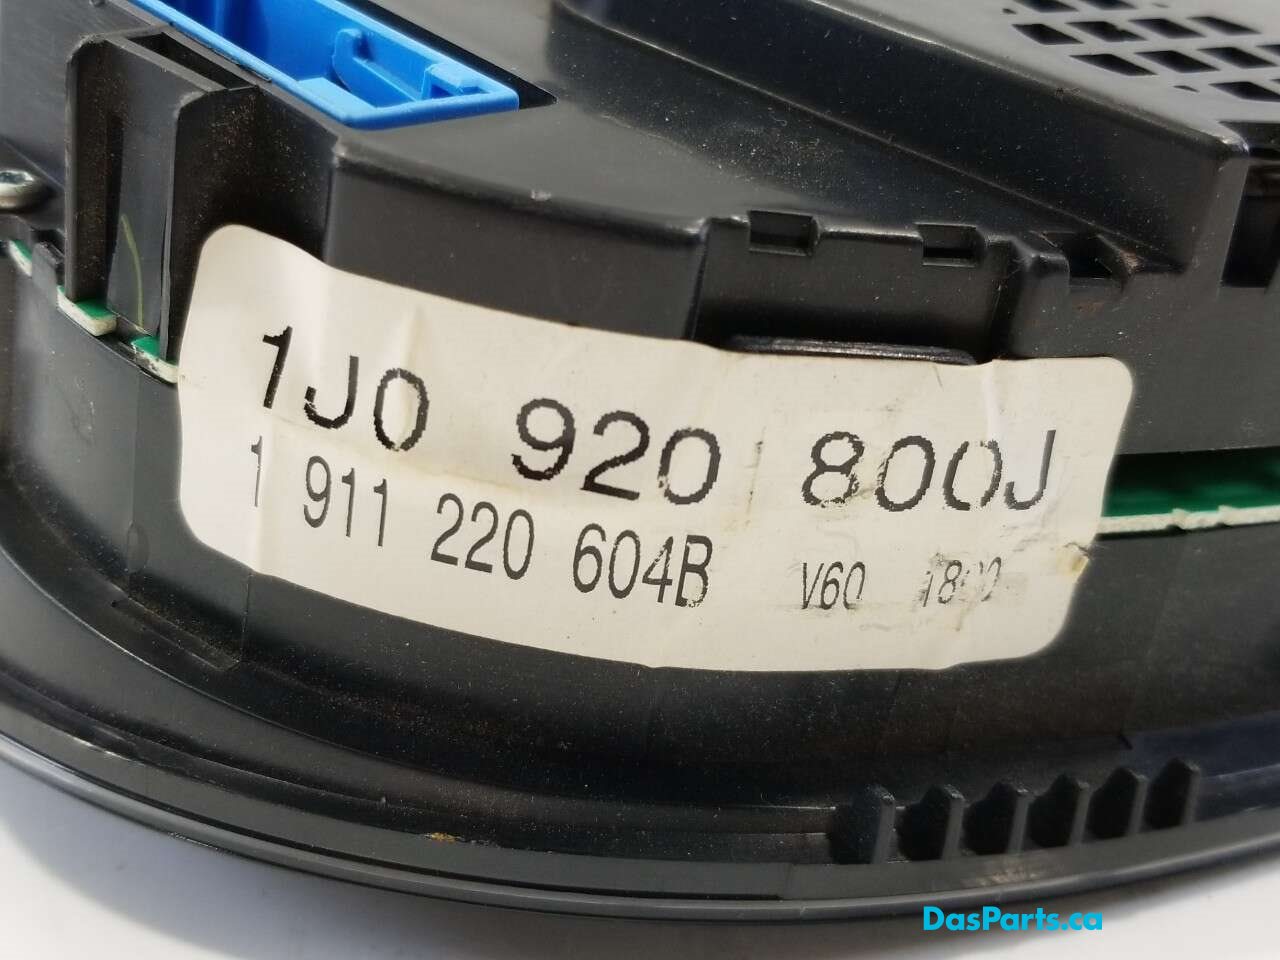 1J0 920 800J
1 911 220 604B V60
DasParts.ca